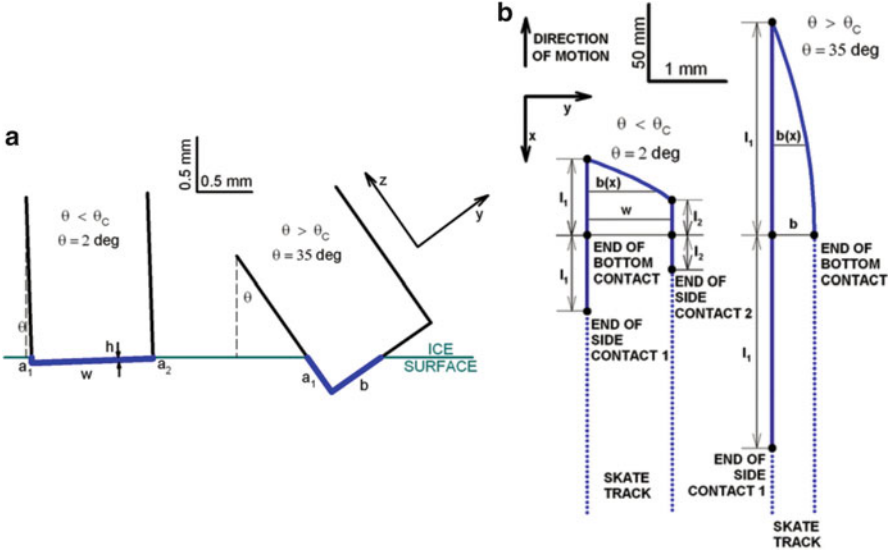 a
0.5 mm
0.5 mm
θ < θC
θ = 2 deg
θ
h
a1
w
a2
θ > θC
θ = 35 deg
θ
z
y
a1
b
ICE
SURFACE
b
DIRECTION
OF MOTION
50 mm
1 mm
y
x
θ < θC
θ = 2 deg
b(x)
w
l1
l2
l1
l2
END OF
BOTTOM
CONTACT
END OF
SIDE
CONTACT 2
END OF
SIDE
CONTACT 1
SKATE
TRACK
θ > θC
θ = 35 deg
l1
b(x)
b
END OF
BOTTOM
CONTACT
l1
END OF
SIDE
CONTACT 1
SKATE
TRACK